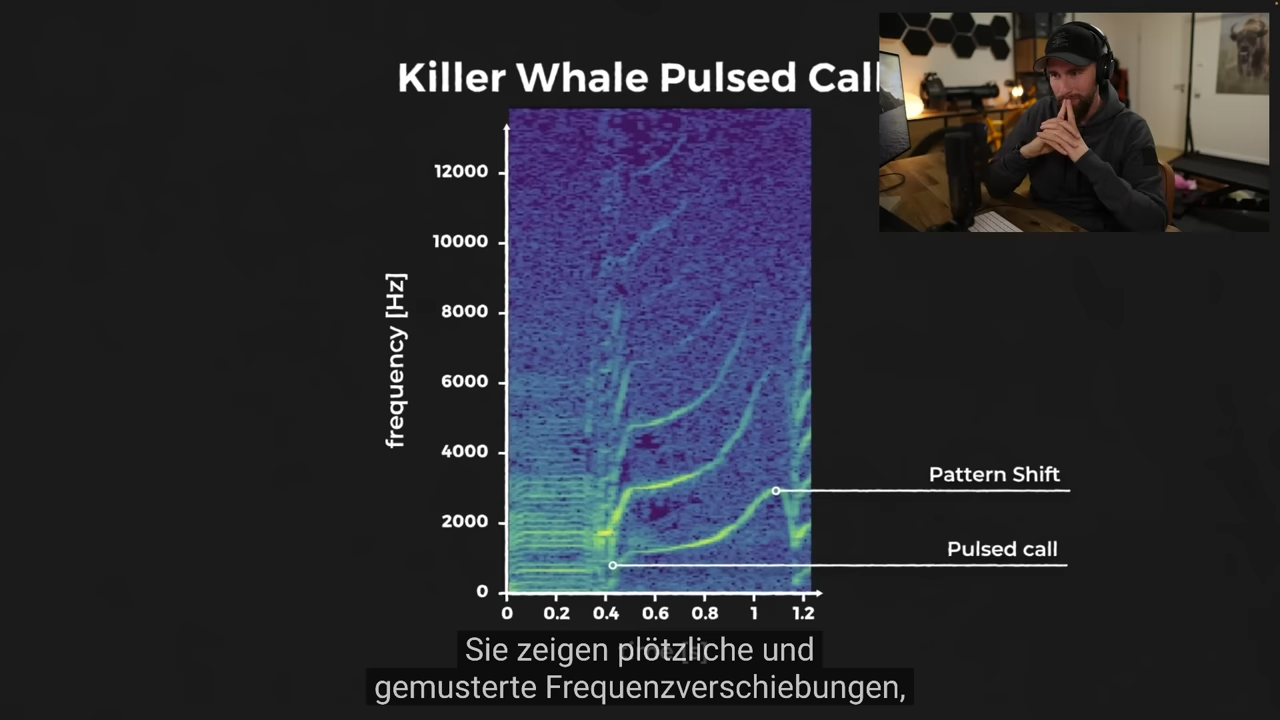 Killer Whale Pulsed Call
frequency [Hz]
12000
10000
8000
6000
4000
2000
0
0 0.2 0.4 0.6 0.8 1 1.2
Pattern Shift
Pulsed call
Sie zeigen plötzliche und
gemusterte Frequenzverschiebungen,